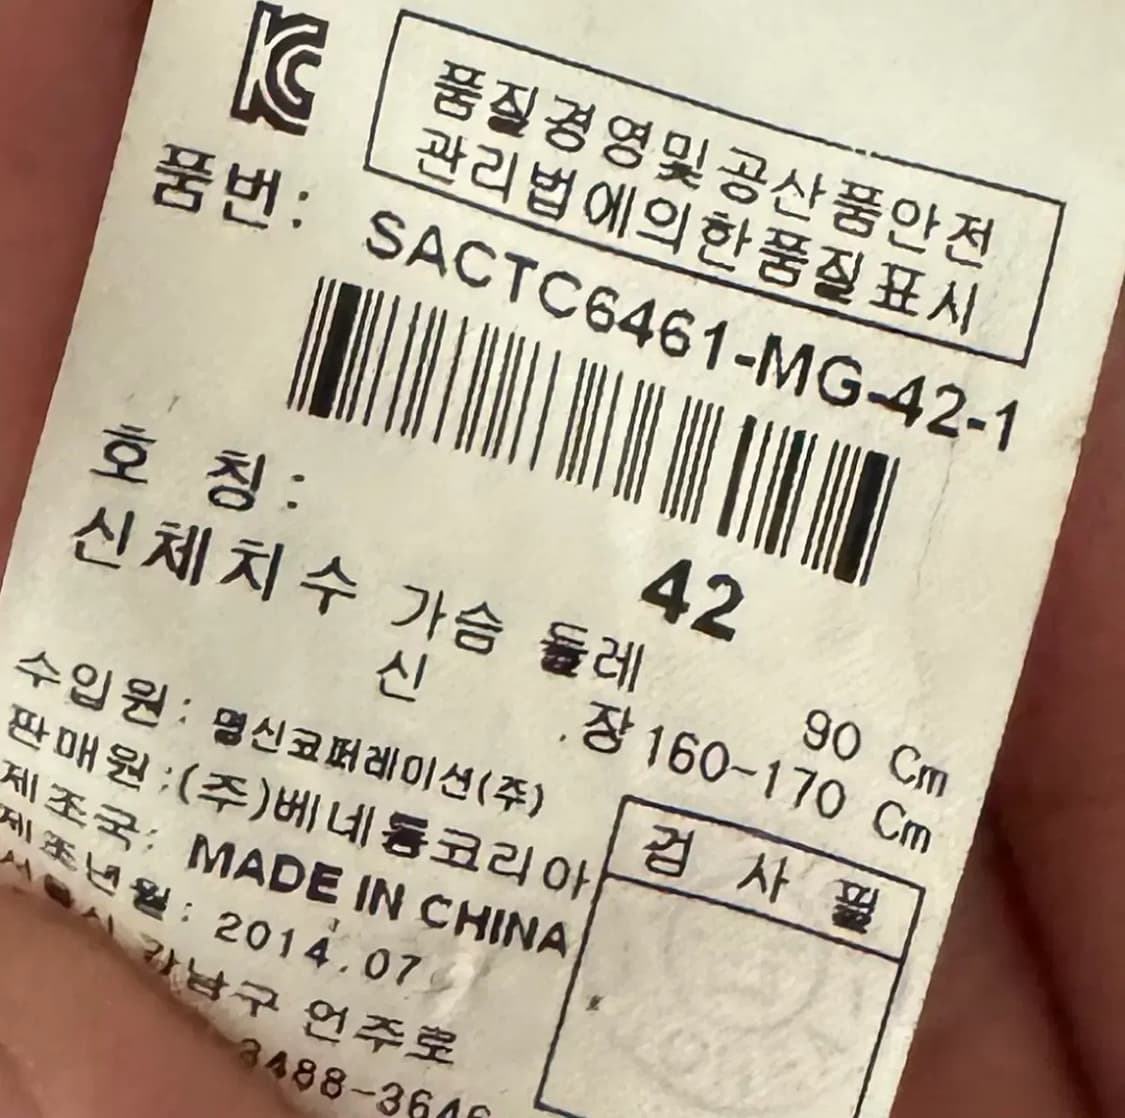 KC
품질경영및공산품안전
관리법에의한품질표시
품번: SACTC6461-MG-42-1
호 칭: 42
신체치수 가슴 둘레 90 Cm
신 장 160-170 Cm
수입원: 명신코퍼레이션(주)
판매원:(주)베네통코리아
제조국: MADE IN CHINA
제조년월: 2014.07
강남구 언주로
3488-3646
검 사 필